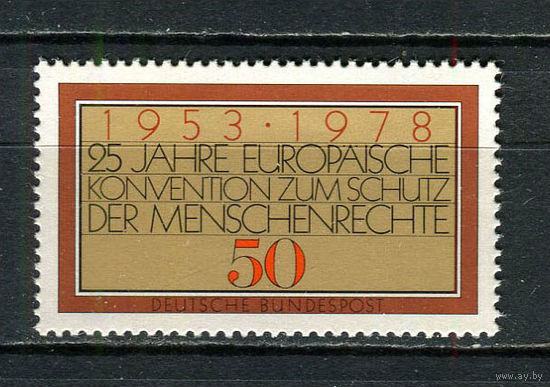 1953 · 1978
25 JAHRE EUROPÄISCHE
KONVENTION ZUM SCHUTZ
DER MENSCHENRECHTE
50
DEUTSCHE BUNDESPOST
www.ay.by